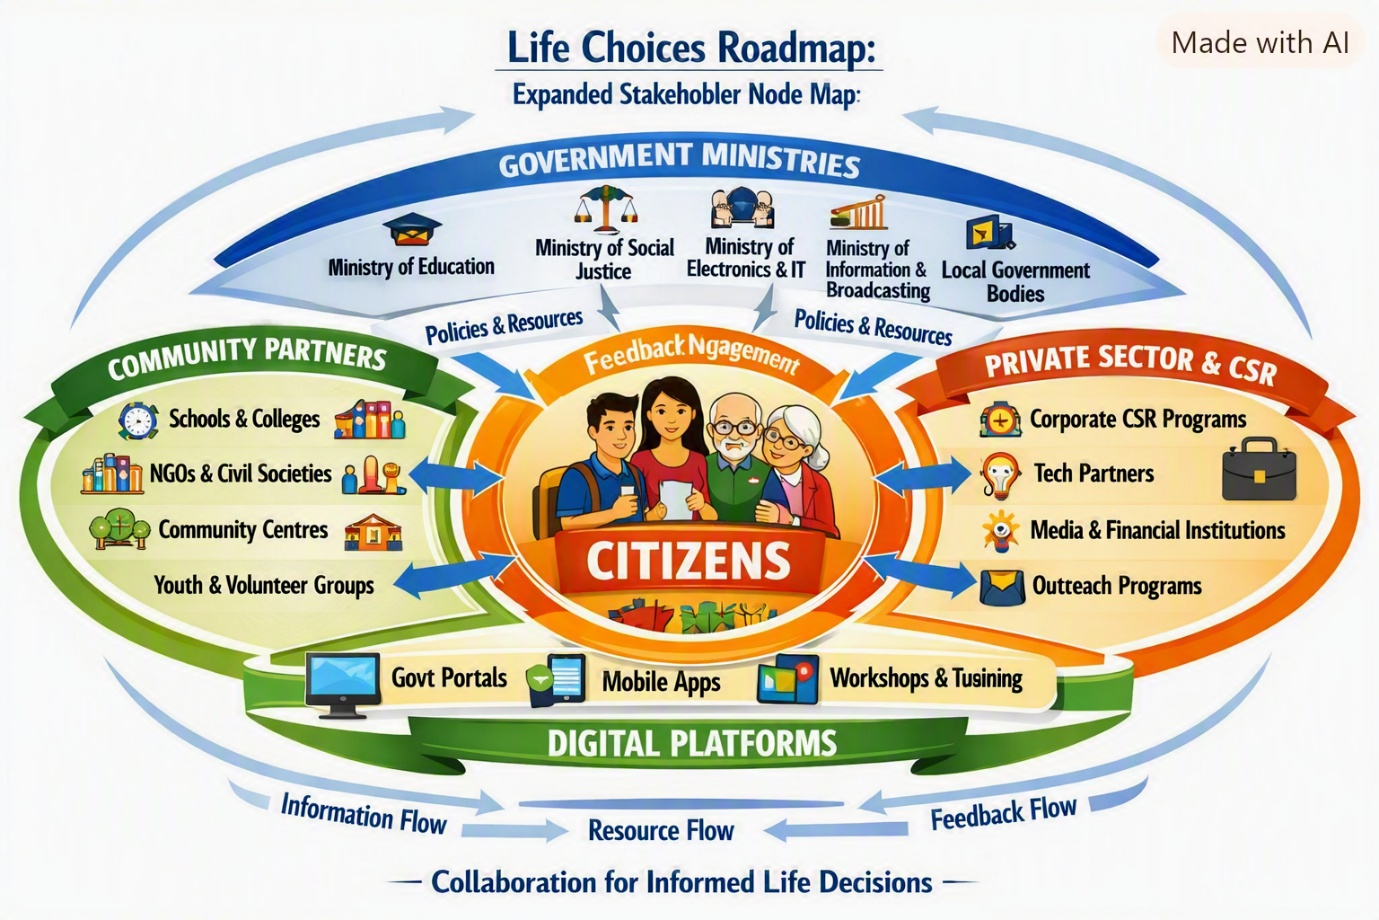 Made with AI
Life Choices Roadmap:
Expanded Stakehobler Node Map:
GOVERNMENT MINISTRIES
Ministry of Education
Ministry of Social
Justice
Ministry of
Electronics & IT
Ministry of
Information &
Broadcasting
Local Government
Bodies
Policies & Resources
Policies & Resources
COMMUNITY PARTNERS
Schools & Colleges
NGOs & Civil Societies
Community Centres
Youth & Volunteer Groups
Feedback Ngagement
CITIZENS
PRIVATE SECTOR & CSR
Corporate CSR Programs
Tech Partners
Media & Financial Institutions
Outreach Programs
Govt Portals
Mobile Apps
Workshops & Tusining
DIGITAL PLATFORMS
Information Flow
Resource Flow
Feedback Flow
Collaboration for Informed Life Decisions